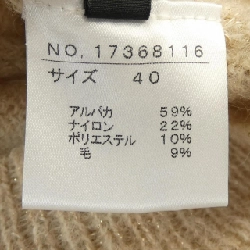 NO. 17368116
サイズ 40
アルパカ 59%
ナイロン 22%
ポリエステル 10%
毛 9%